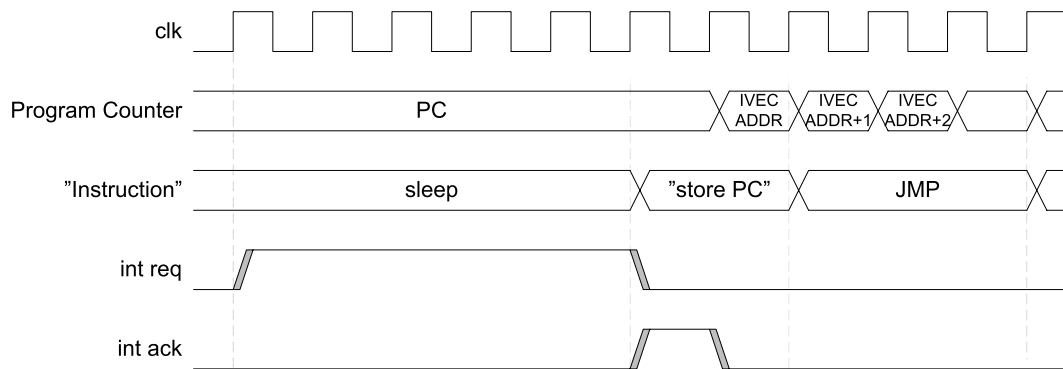 clk
Program Counter
PC
IVEC
ADDR
IVEC
ADDR+1
IVEC
ADDR+2
”Instruction”
sleep
”store PC”
JMP
int req
int ack